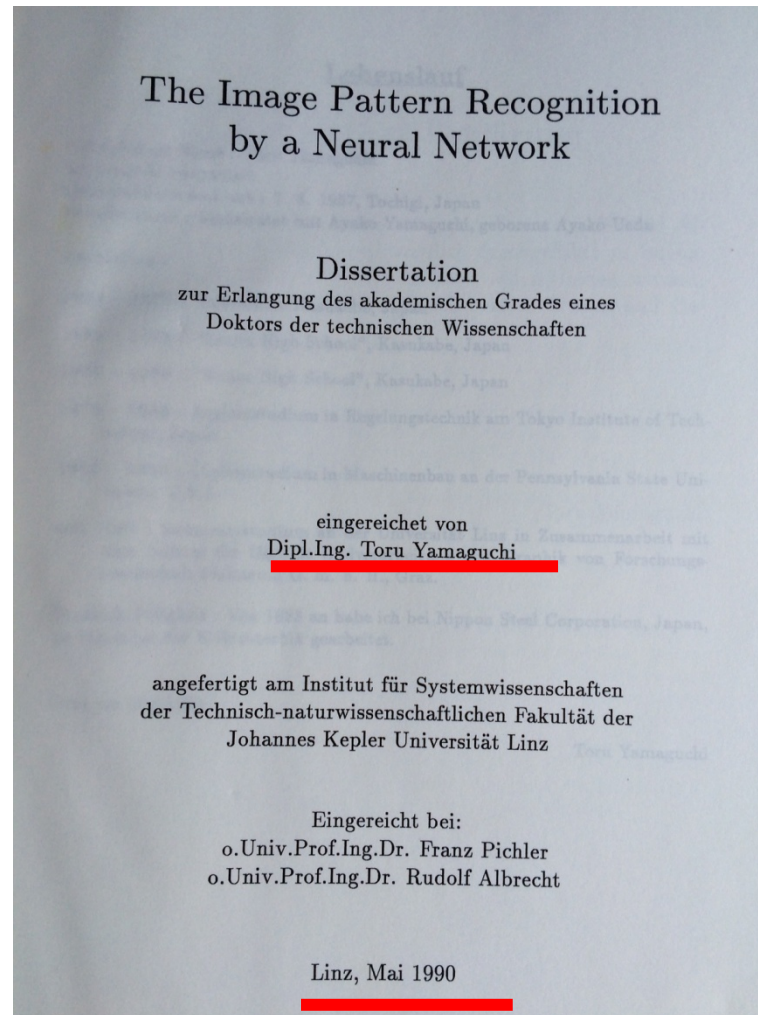 The Image Pattern Recognition
by a Neural Network
Dissertation
zur Erlangung des akademischen Grades eines
Doktors der technischen Wissenschaften
eingereichet von
Dipl.Ing. Toru Yamaguchi
angefertigt am Institut für Systemwissenschaften
der Technisch-naturwissenschaftlichen Fakultät der
Johannes Kepler Universität Linz
Eingereicht bei:
o.Univ.Prof.Ing.Dr. Franz Pichler
o.Univ.Prof.Ing.Dr. Rudolf Albrecht
Linz, Mai 1990